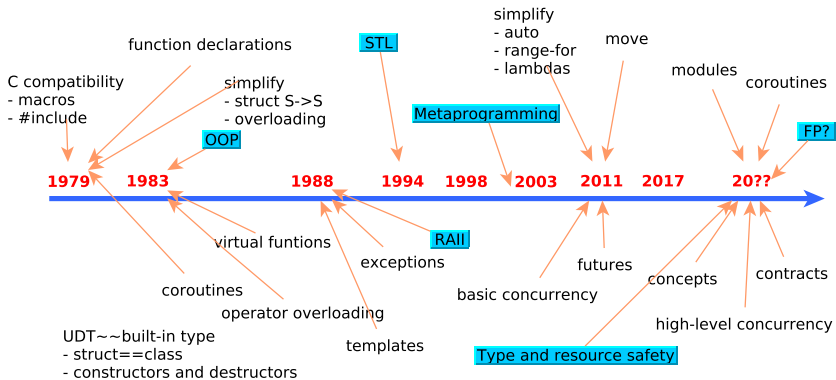 simplify
- auto
- range-for
- lambdas
move
function declarations
STL
modules
coroutines
C compatibility
- macros
- #include
simplify
- struct S->S
- overloading
Metaprogramming
OOP
FP?
1979
1983
1988
1994
1998
2003
2011
2017
20??
virtual funtions
RAII
exceptions
futures
concepts
contracts
coroutines
basic concurrency
operator overloading
high-level concurrency
UDT~~built-in type
- struct==class
- constructors and destructors
templates
Type and resource safety